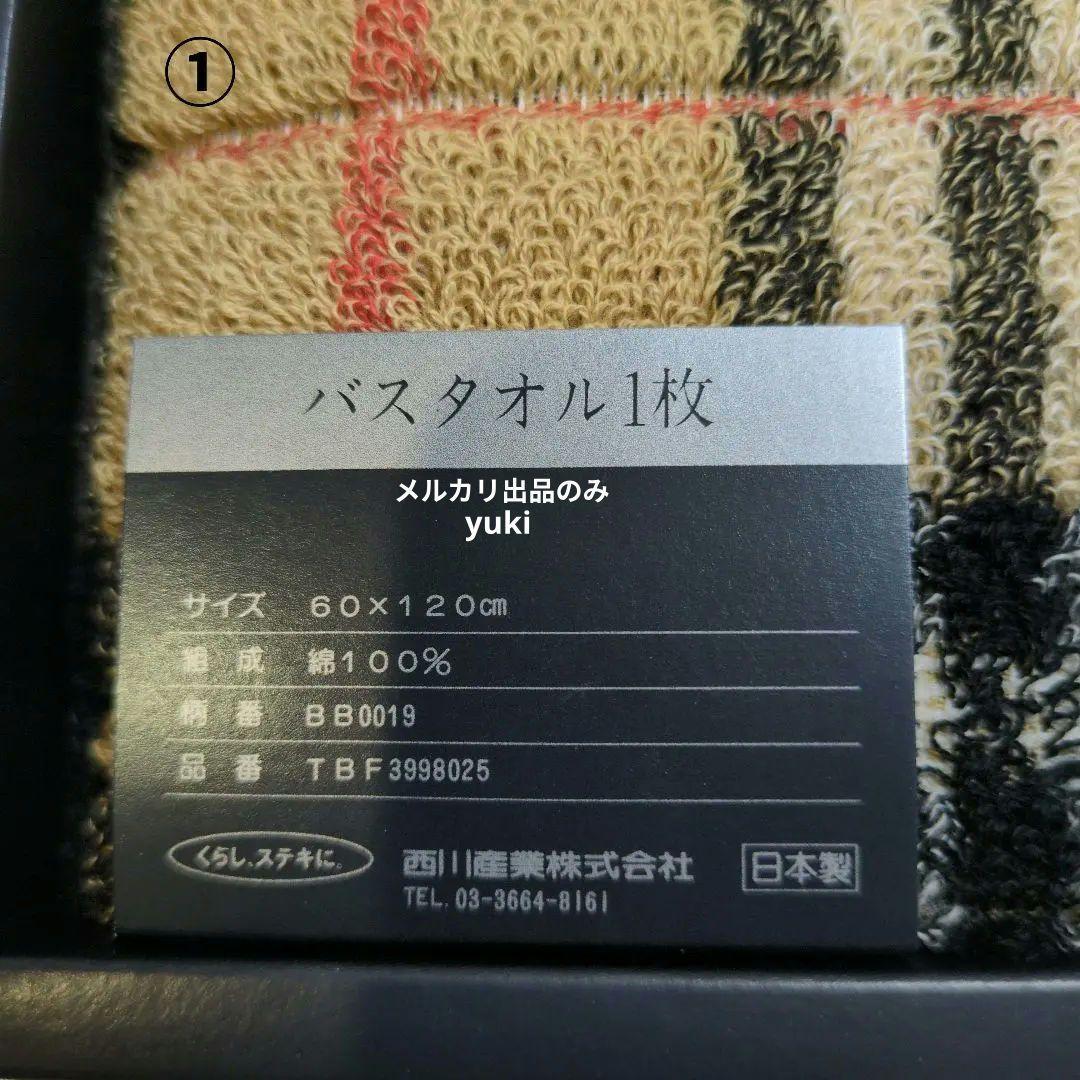 ①
バスタオル1枚
メルカリ出品のみ
yuki
サイズ 60×120㎝
組成 綿100%
柄番 BB0019
品番 TBF3998025
くらし、ステキに。
西川産業株式会社
日本製
TEL. 03-3664-8161